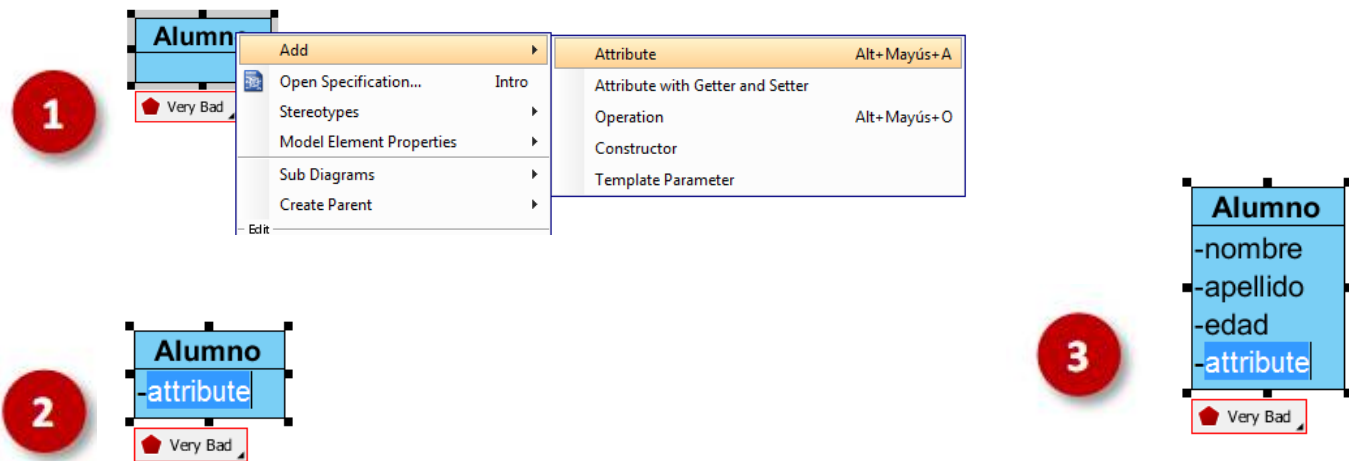 1
Alumn
Very Bad
Add
Open Specification... Intro
Stereotypes
Model Element Properties
Sub Diagrams
Create Parent
Edit
Attribute Alt+Mayús+A
Attribute with Getter and Setter
Operation Alt+Mayús+O
Constructor
Template Parameter
2
Alumno
-attribute
Very Bad
3
Alumno
-nombre
-apellido
-edad
-attribute
Very Bad